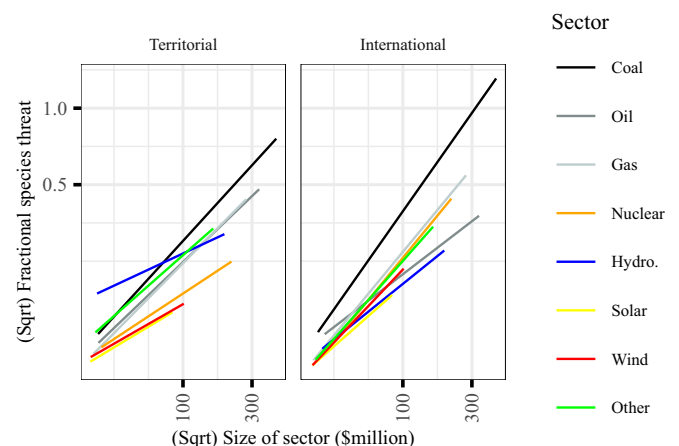 Sector
Territorial
International
Coal
Oil
Gas
Nuclear
Hydro.
Solar
Wind
Other
(Sqrt) Fractional species threat
1.0
0.5
100
300
100
300
(Sqrt) Size of sector ($million)